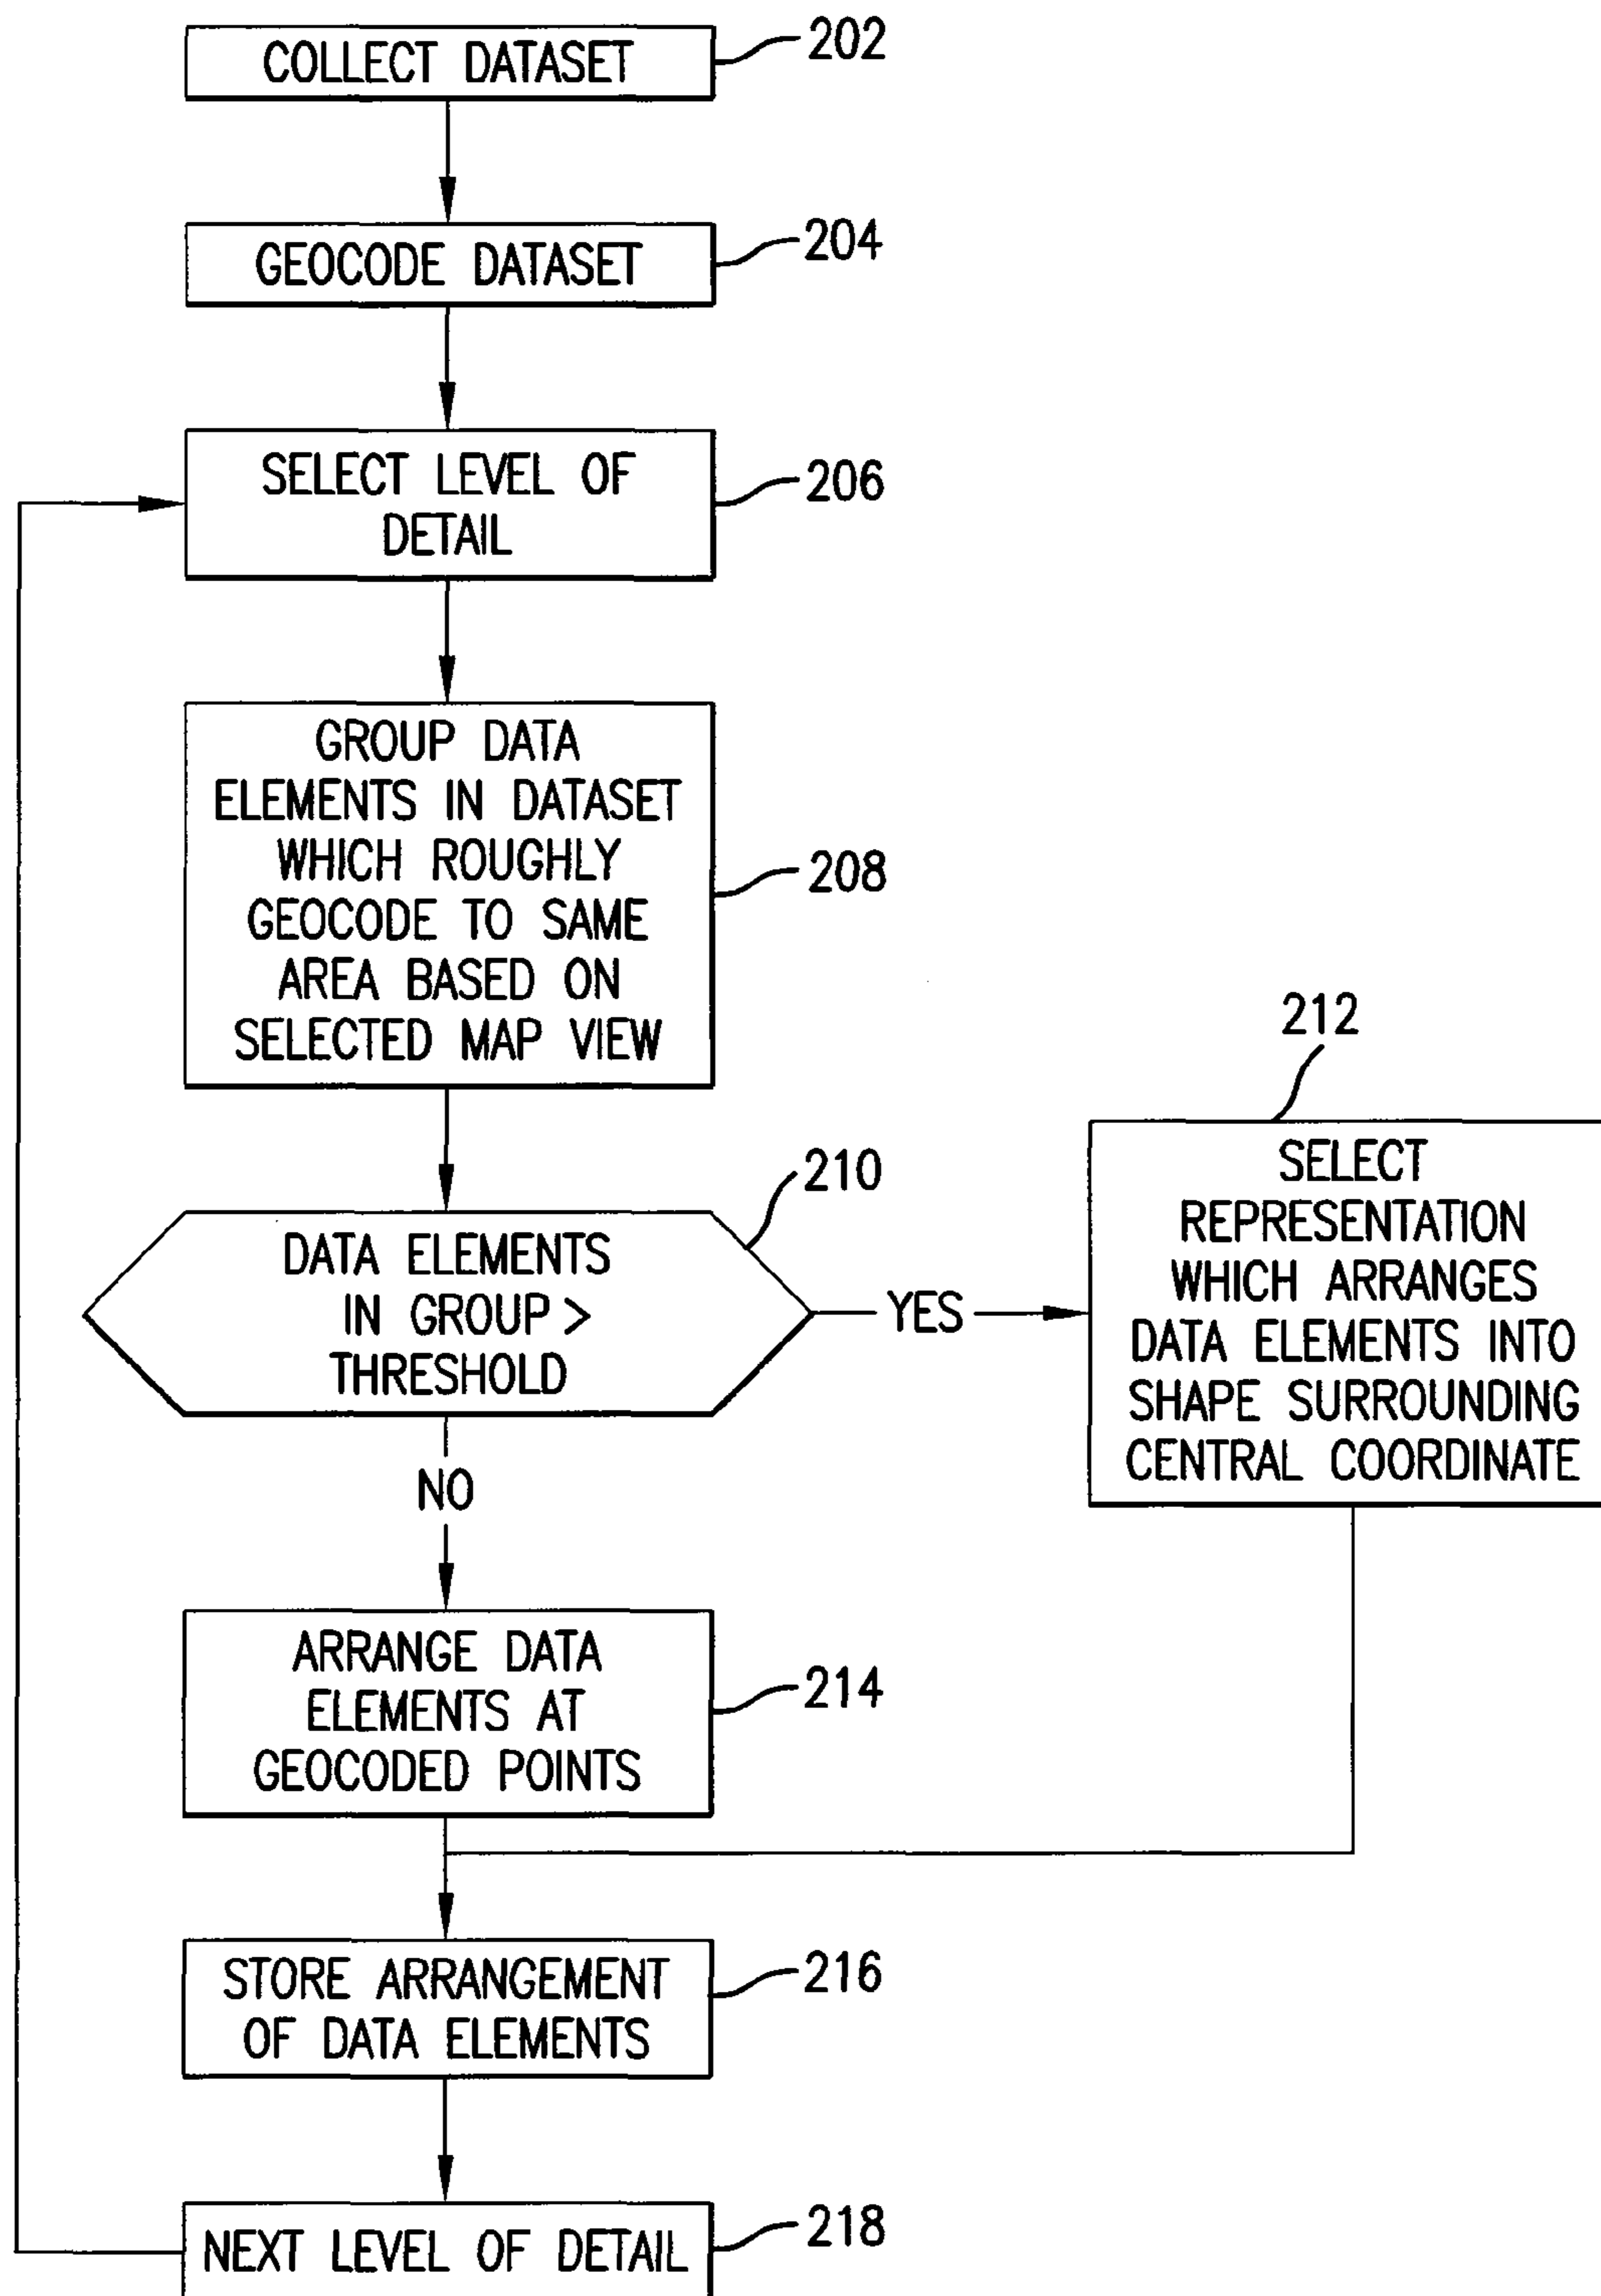 COLLECT DATASET
202
GEOCODE DATASET
204
SELECT LEVEL OF
DETAIL
206
GROUP DATA
ELEMENTS IN DATASET
WHICH ROUGHLY
GEOCODE TO SAME
AREA BASED ON
SELECTED MAP VIEW
208
DATA ELEMENTS
IN GROUP >
THRESHOLD
210
YES
212
SELECT
REPRESENTATION
WHICH ARRANGES
DATA ELEMENTS INTO
SHAPE SURROUNDING
CENTRAL COORDINATE
NO
ARRANGE DATA
ELEMENTS AT
GEOCODED POINTS
214
STORE ARRANGEMENT
OF DATA ELEMENTS
216
NEXT LEVEL OF DETAIL
218